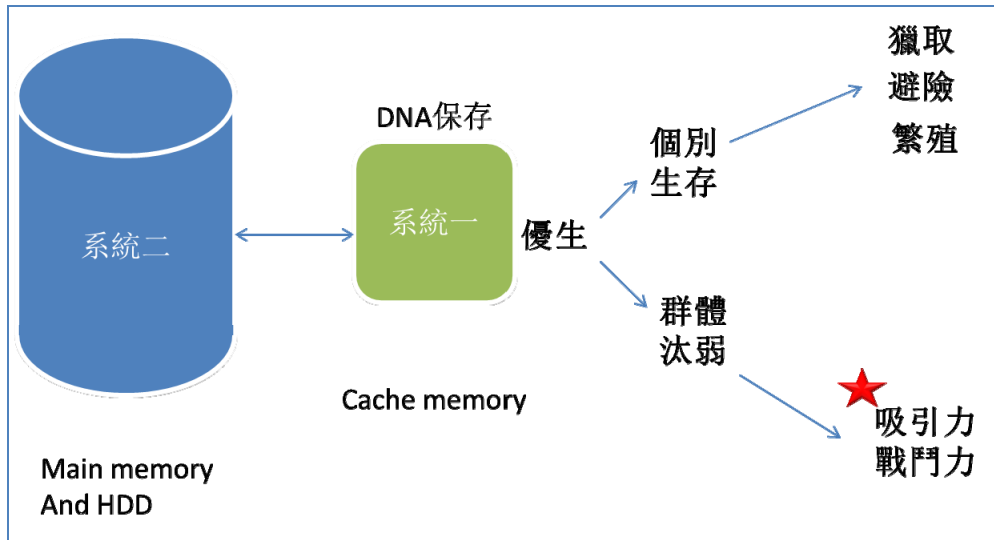 系統二
Main memory
And HDD
DNA保存
系統一
Cache memory
優生
個別
生存
獵取
避險
繁殖
群體
汰弱
吸引力
戰鬥力